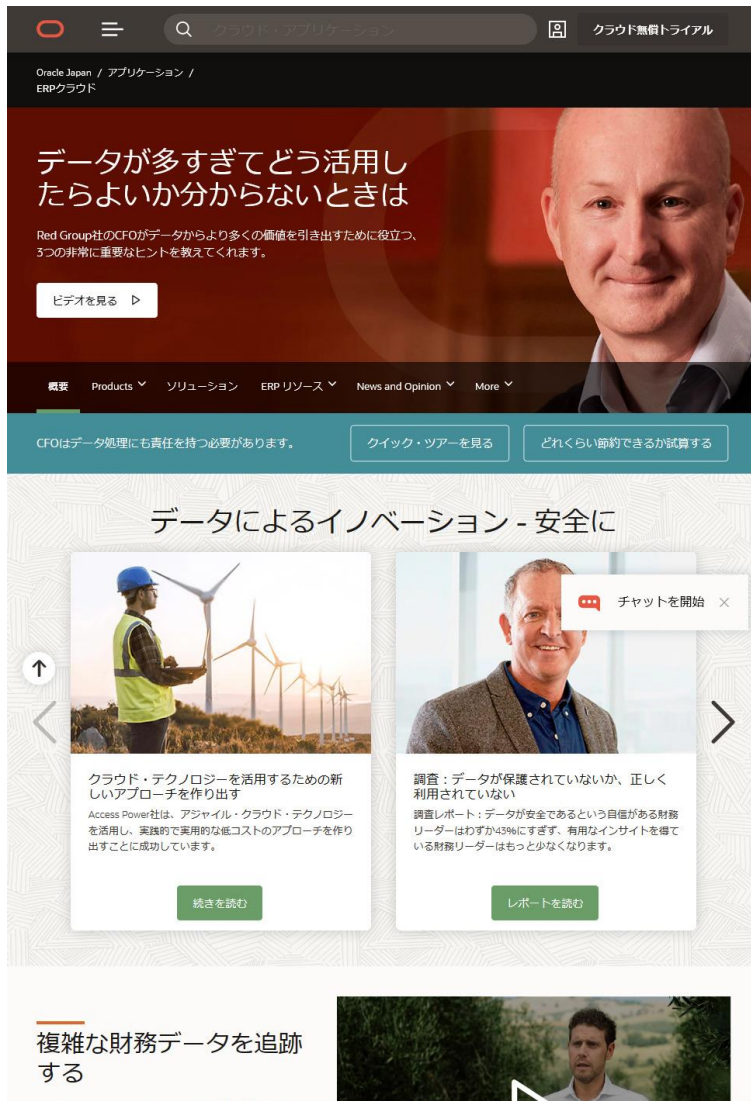 クラウド・アプリケーション
クラウド無償トライアル
Oracle Japan / アプリケーション /
ERPクラウド
データが多すぎてどう活用し
たらよいか分からないときは
Red Group社のCFOがデータからより多くの価値を引き出すために役立つ、
3つの非常に重要なヒントを教えてくれます。
ビデオを見る
概要 Products ソリューション ERP リソース News and Opinion More
CFOはデータ処理にも責任を持つ必要があります。
クイック・ツアーを見る
どれくらい節約できるか試算する
データによるイノベーション - 安全に
チャットを開始
クラウド・テクノロジーを活用するための新
しいアプローチを作り出す
Access Power社は、アジャイル・クラウド・テクノロジー
を活用し、実践的で実用的な低コストのアプローチを作り
出すことに成功しています。
続きを読む
調査：データが保護されていないか、正しく
利用されていない
調査レポート：データが安全であるという自信がある財務
リーダーはわずか43%にすぎず、有用なインサイトを得て
いる財務リーダーはもっと少なくなります。
レポートを読む
複雑な財務データを追跡
する